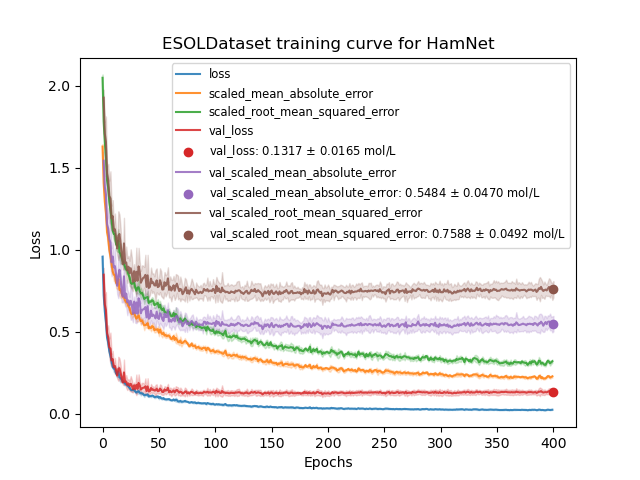 ESOLDataset training curve for HamNet
loss
scaled_mean_absolute_error
scaled_root_mean_squared_error
val_loss
val_loss: 0.1317 ± 0.0165 mol/L
val_scaled_mean_absolute_error
val_scaled_mean_absolute_error: 0.5484 ± 0.0470 mol/L
val_scaled_root_mean_squared_error
val_scaled_root_mean_squared_error: 0.7588 ± 0.0492 mol/L
Loss
2.0
1.5
1.0
0.5
0.0
0 50 100 150 200 250 300 350 400
Epochs